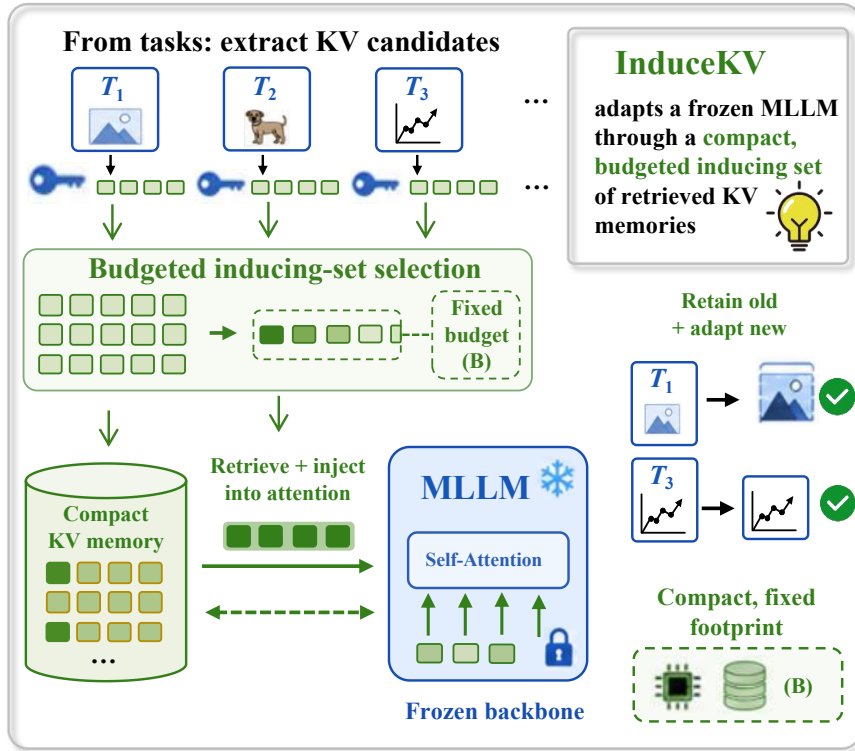 From tasks: extract KV candidates
T1
T2
T3
...
...
InduceKV
adapts a frozen MLLM
through a compact,
budgeted inducing set
of retrieved KV
memories
Budgeted inducing-set selection
Fixed
budget
(B)
Retain old
+ adapt new
T1
T3
Retrieve + inject
into attention
Compact
KV memory
...
MLLM
Self-Attention
Frozen backbone
Compact, fixed
footprint
(B)